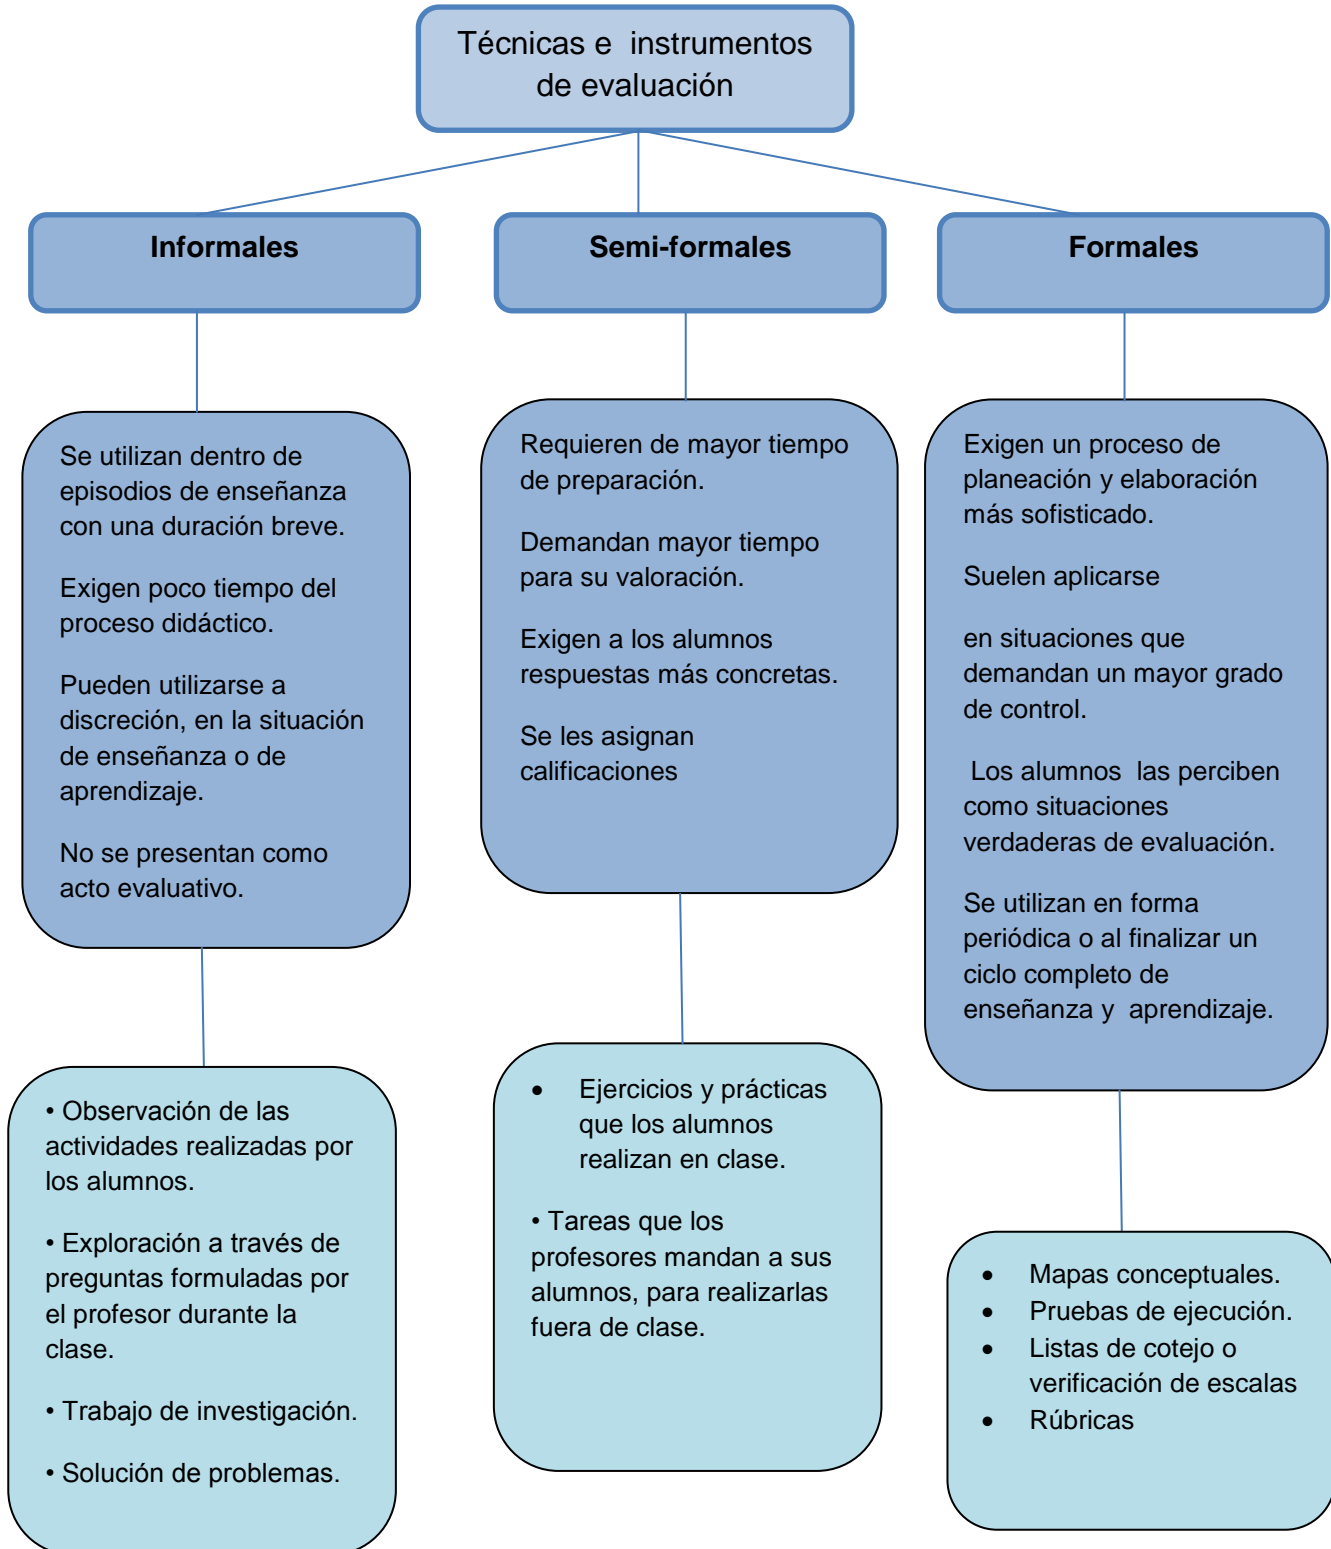 Técnicas e  instrumentos
de evaluación
Informales
Semi-formales
Formales
Se utilizan dentro de
episodios de enseñanza
con una duración breve.
Exigen poco tiempo del
proceso didáctico.
Pueden utilizarse a
discreción, en la situación
de enseñanza o de
aprendizaje.
No se presentan como
acto evaluativo.
Requieren de mayor tiempo
de preparación.
Demandan mayor tiempo
para su valoración.
Exigen a los alumnos
respuestas más concretas.
Se les asignan
calificaciones
Exigen un proceso de
planeación y elaboración
más sofisticado.
Suelen aplicarse
en situaciones que
demandan un mayor grado
de control.
Los alumnos  las perciben
como situaciones
verdaderas de evaluación.
Se utilizan en forma
periódica o al finalizar un
ciclo completo de
enseñanza y  aprendizaje.
• Observación de las
actividades realizadas por
los alumnos.
• Exploración a través de
preguntas formuladas por
el profesor durante la
clase.
• Trabajo de investigación.
• Solución de problemas.
• Ejercicios y prácticas
que los alumnos
realizan en clase.
• Tareas que los
profesores mandan a sus
alumnos, para realizarlas
fuera de clase.
• Mapas conceptuales.
• Pruebas de ejecución.
• Listas de cotejo o
verificación de escalas
• Rúbricas